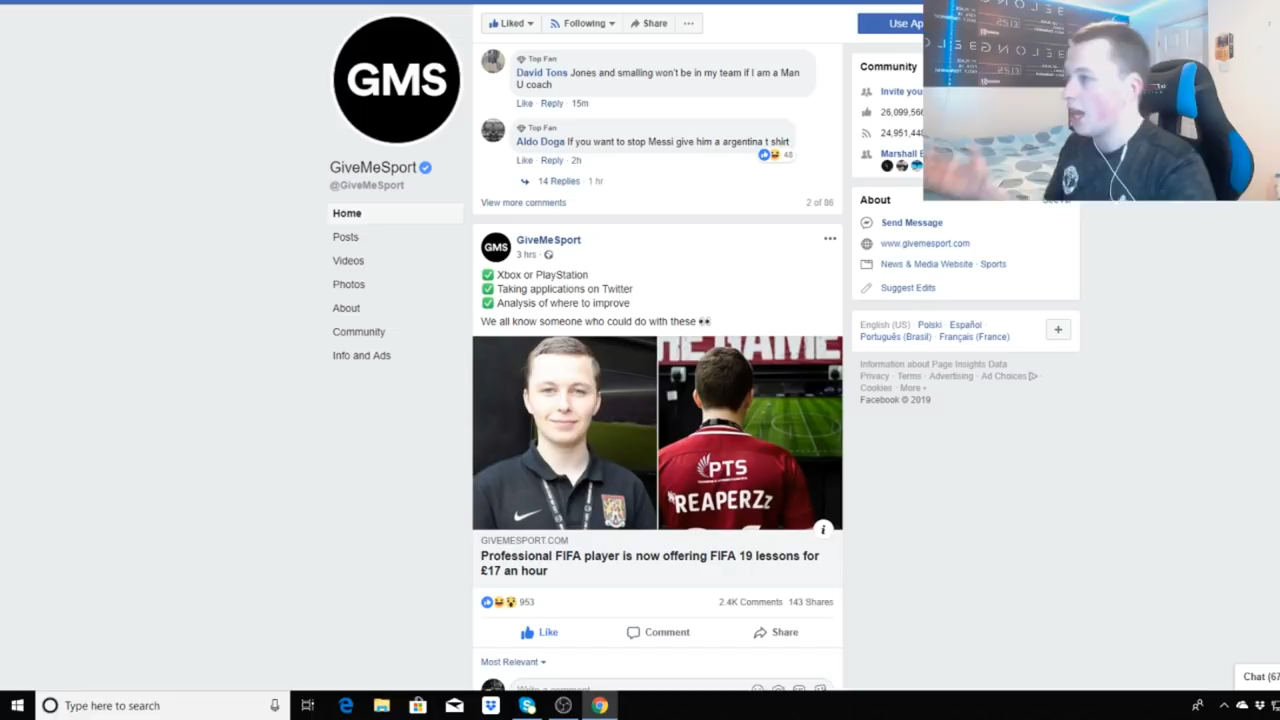 GMS
GiveMeSport
@GiveMeSport
Home
Posts
Videos
Photos
About
Community
Info and Ads
Liked
Following
Share
Top Fan
David Tons Jones and smalling won't be in my team if I am a Man
U coach
Like · Reply · 15m
Top Fan
Aldo Doga If you want to stop Messi give him a argentina t shirt
48
Like · Reply · 2h
14 Replies · 1 hr
View more comments
2 of 86
GMS
GiveMeSport
3 hrs ·
Xbox or PlayStation
Taking applications on Twitter
Analysis of where to improve
We all know someone who could do with these
HE NAME
PTS
REAPERZz
GIVEMESPORT.COM
Professional FIFA player is now offering FIFA 19 lessons for
£17 an hour
953
2.4K Comments 143 Shares
Like
Comment
Share
Most Relevant
Write a comment
Use Ap
Community
Invite you
26,099,566
24,951,448
Marshall E
About
Send Message
www.givemesport.com
News & Media Website · Sports
Suggest Edits
English (US) · Polski · Español ·
Português (Brasil) · Français (France)
Information about Page Insights Data
Privacy · Terms · Advertising · Ad Choices ·
Cookies · More
Facebook © 2019
Chat (67
Type here to search